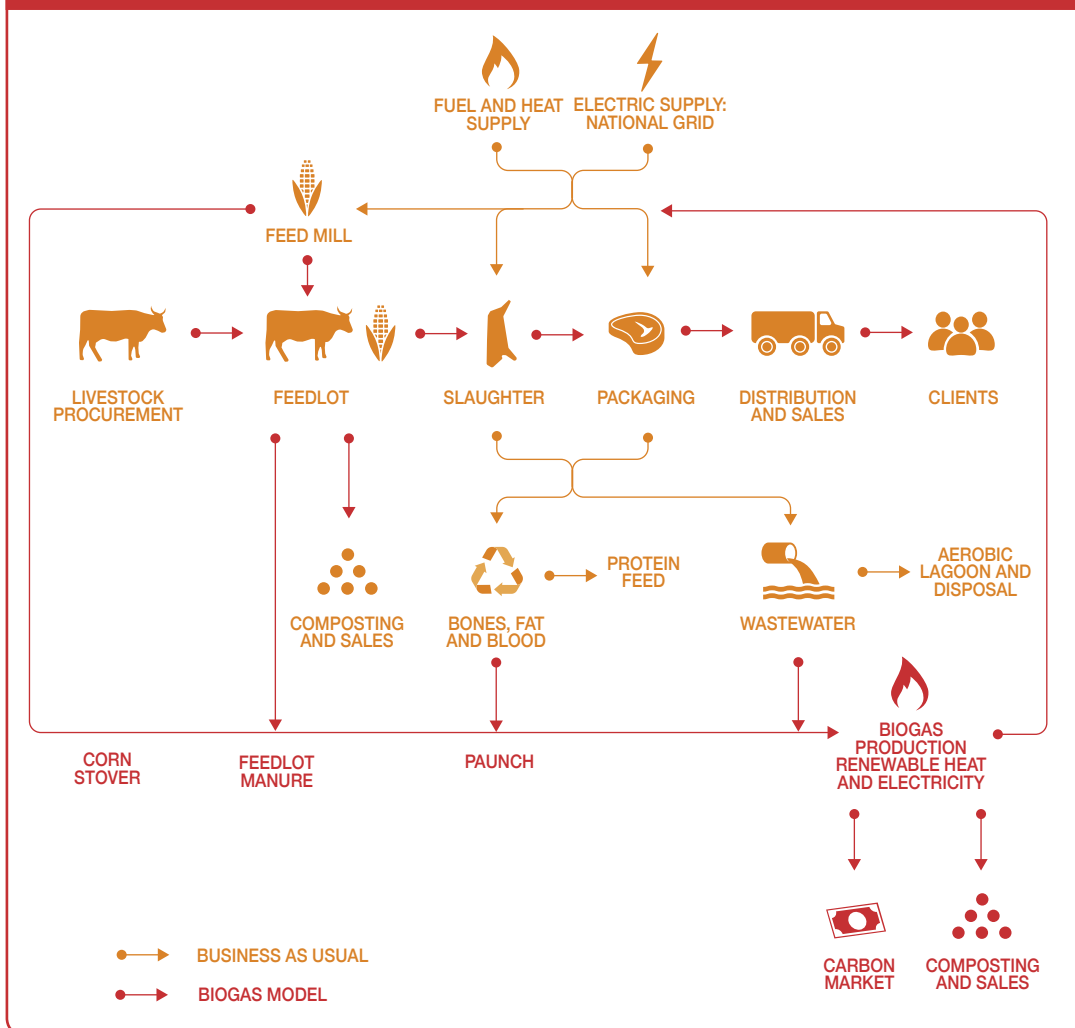 FUEL AND HEAT
SUPPLY
ELECTRIC SUPPLY:
NATIONAL GRID
FEED MILL
LIVESTOCK
PROCUREMENT
FEEDLOT
SLAUGHTER
PACKAGING
DISTRIBUTION
AND SALES
CLIENTS
COMPOSTING
AND SALES
BONES, FAT
AND BLOOD
PROTEIN
FEED
WASTEWATER
AEROBIC
LAGOON AND
DISPOSAL
CORN
STOVER
FEEDLOT
MANURE
PAUNCH
BIOGAS
PRODUCTION
RENEWABLE HEAT
AND ELECTRICITY
CARBON
MARKET
COMPOSTING
AND SALES
BUSINESS AS USUAL
BIOGAS MODEL